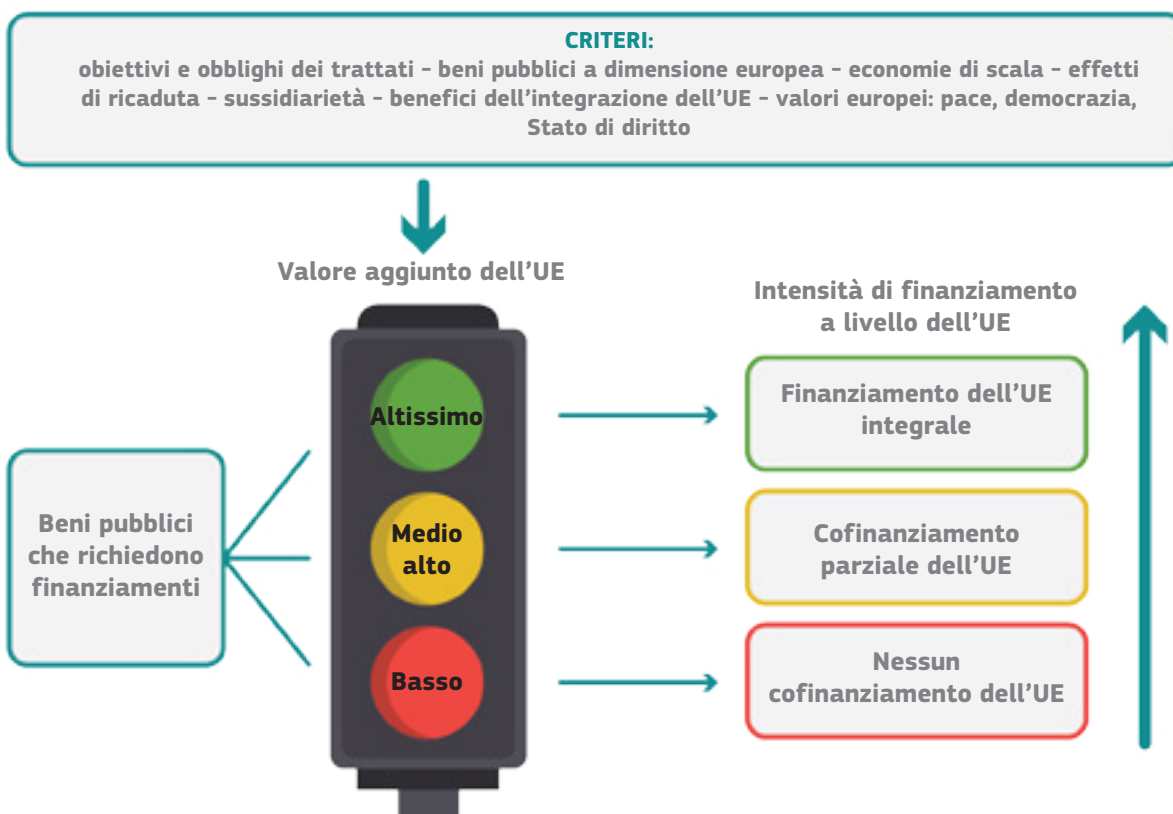 CRITERI:
obiettivi e obblighi dei trattati – beni pubblici a dimensione europea – economie di scala – effetti
di ricaduta – sussidiarietà – benefici dell’integrazione dell’UE – valori europei: pace, democrazia,
Stato di diritto
Valore aggiunto dell’UE
Intensità di finanziamento
a livello dell’UE
Beni pubblici
che richiedono
finanziamenti
Altissimo
Finanziamento dell’UE
integrale
Medio
alto
Cofinanziamento
parziale dell’UE
Basso
Nessun
cofinanziamento dell’UE